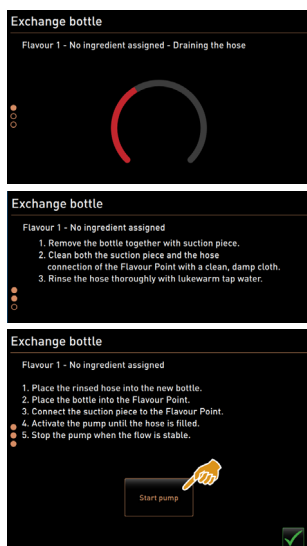 Exchange bottle
Flavour 1 - No ingredient assigned - Draining the hose
Exchange bottle
Flavour 1 - No ingredient assigned
1. Remove the bottle together with suction piece.
2. Clean both the suction piece and the hose
connection of the Flavour Point with a clean, damp cloth.
3. Rinse the hose thoroughly with lukewarm tap water.
Exchange bottle
Flavour 1 - No ingredient assigned
1. Place the rinsed hose into the new bottle.
2. Place the bottle into the Flavour Point.
3. Connect the suction piece to the Flavour Point.
4. Activate the pump until the hose is filled.
5. Stop the pump when the flow is stable.
Start pump